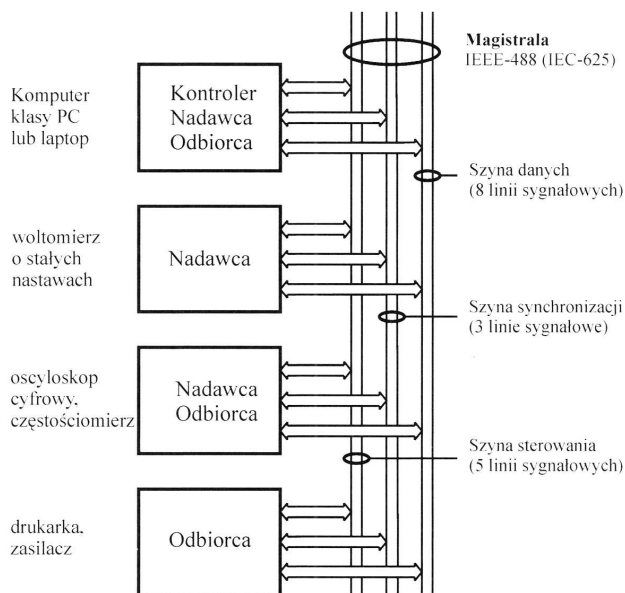 Magistrala
IEEE-488 (IEC-625)
Komputer
klasy PC
lub laptop
Kontroler
Nadawca
Odbiorca
Szyna danych
(8 linii sygnałowych)
woltomierz
o stałych
nastawach
Nadawca
Szyna synchronizacji
(3 linie sygnałowe)
oscyloskop
cyfrowy,
częstościomierz
Nadawca
Odbiorca
Szyna sterowania
(5 linii sygnałowych)
drukarka,
zasilacz
Odbiorca